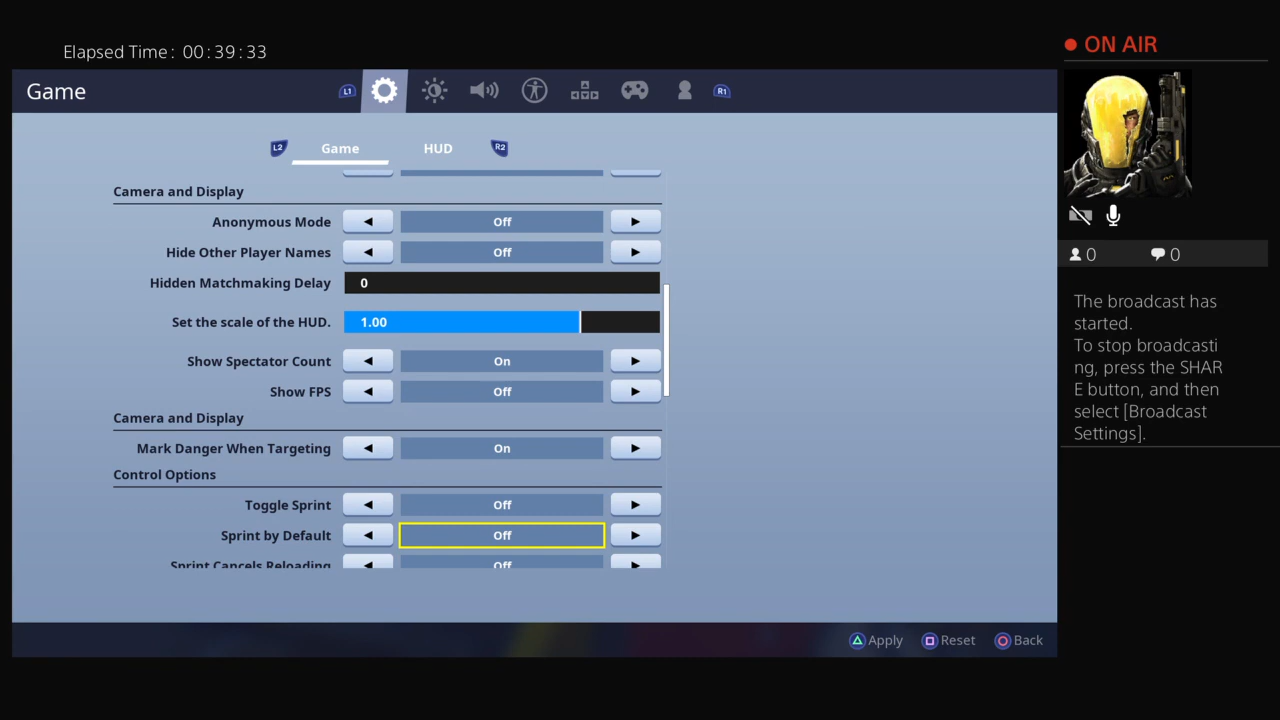 Elapsed Time: 00:39:33
ON AIR
Game
L1
R1
L2
Game
HUD
R2
Camera and Display
Anonymous Mode
Off
Hide Other Player Names
Off
Hidden Matchmaking Delay
0
Set the scale of the HUD.
1.00
Show Spectator Count
On
Show FPS
Off
Camera and Display
Mark Danger When Targeting
On
Control Options
Toggle Sprint
Off
Sprint by Default
Off
Sprint Cancels Reloading
Off
Apply
Reset
Back
0
0
The broadcast has
started.
To stop broadcasti
ng, press the SHAR
E button, and then
select [Broadcast
Settings].